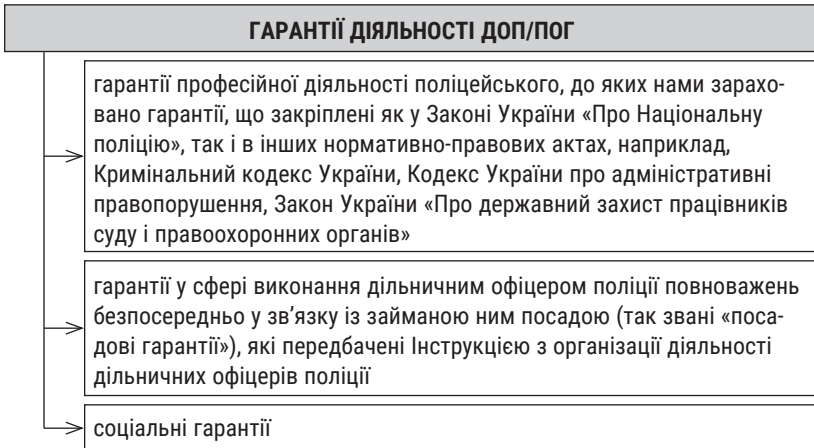 ГАРАНТІЇ ДІЯЛЬНОСТІ ДОП/ПОГ
гарантії професійної діяльності поліцейського, до яких нами зарахо-
вано гарантії, що закріплені як у Законі України «Про Національну
поліцію», так і в інших нормативно-правових актах, наприклад,
Кримінальний кодекс України, Кодекс України про адміністративні
правопорушення, Закон України «Про державний захист працівників
суду і правоохоронних органів»
гарантії у сфері виконання дільничним офіцером поліції повноважень
безпосередньо у зв’язку із займаною ним посадою (так звані «поса-
дові гарантії»), які передбачені Інструкцією з організації діяльності
дільничних офіцерів поліції
соціальні гарантії